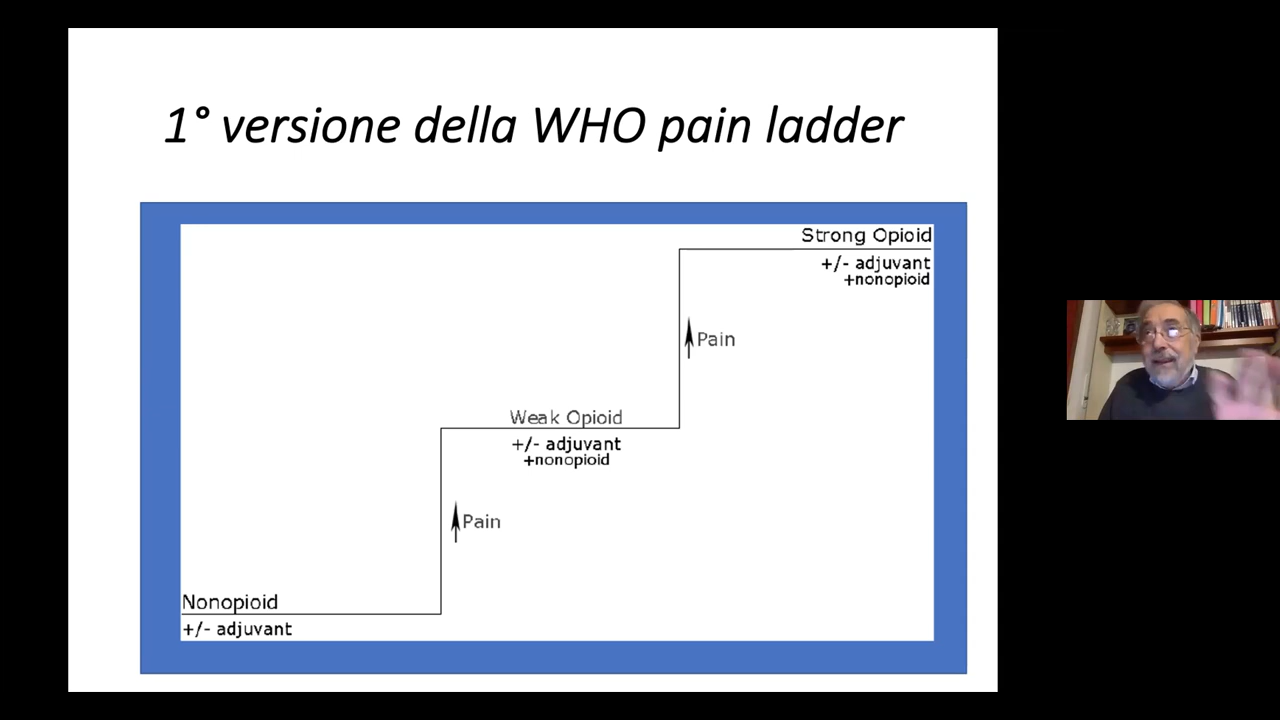 1° versione della WHO pain ladder
Strong Opioid
+/- adjuvant
+nonopioid
Pain
Weak Opioid
+/- adjuvant
+nonopioid
Pain
Nonopioid
+/- adjuvant